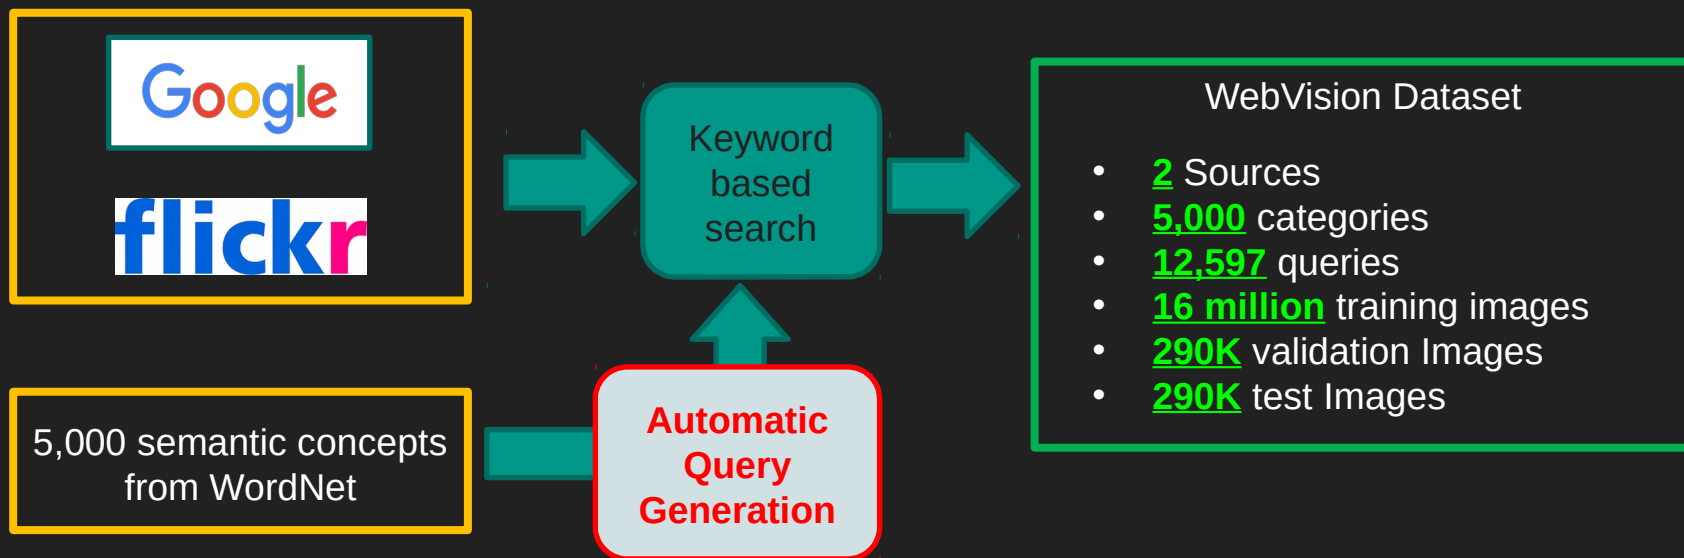 Google
flickr
5,000 semantic concepts
from WordNet
Keyword
based
search
Automatic
Query
Generation
WebVision Dataset
• 2 Sources
• 5,000 categories
• 12,597 queries
• 16 million training images
• 290K validation Images
• 290K test Images